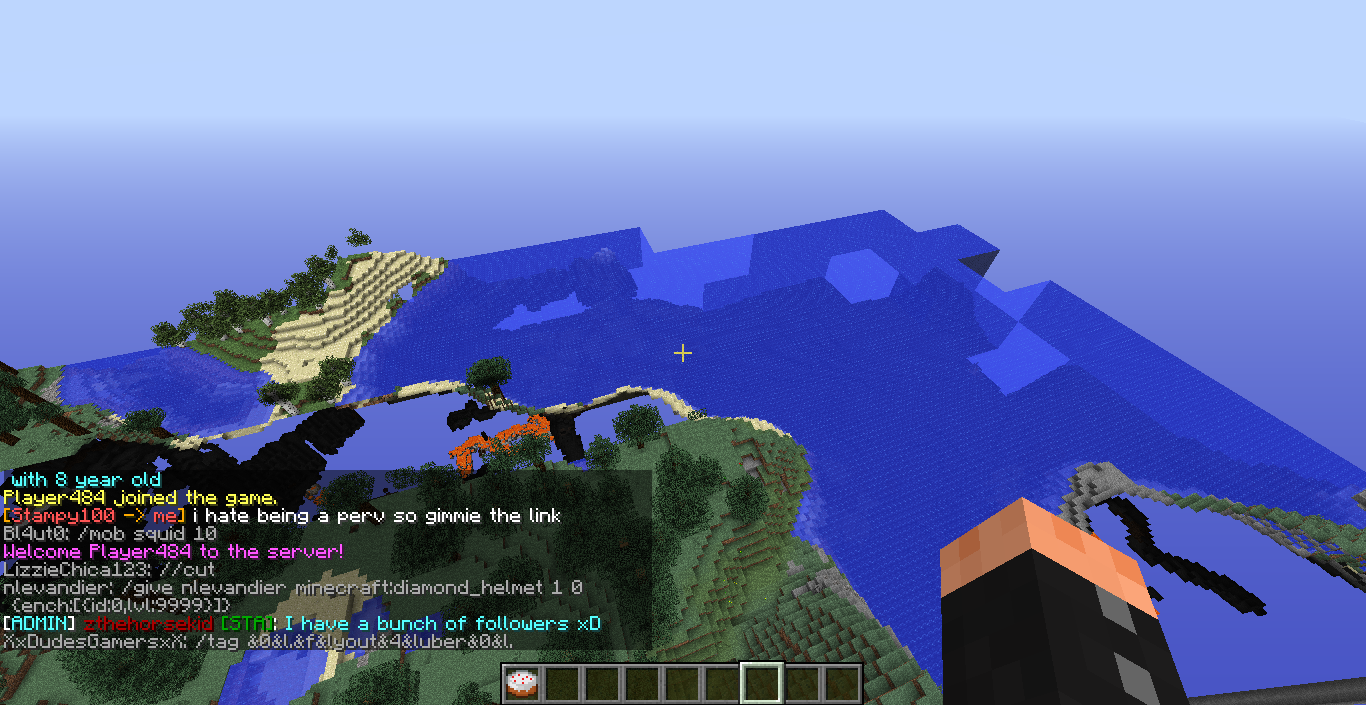 with 8 year old
Player484 joined the game.
[Stampy100 -> me] i hate being a perv so gimmie the link
Bl4ut0: /mob squid 10
Welcome Player484 to the server!
LizzieChica123: //cut
nlevandier: /give nlevandier minecraft:diamond_helmet 1 0
{ench:[{id:0,lvl:9999}]}
[ADMIN] zthehorsekid [STA]: I have a bunch of followers xD
XxDudesGamersxX: /tag &0&l.&f&lyout&4&luber&0&l.